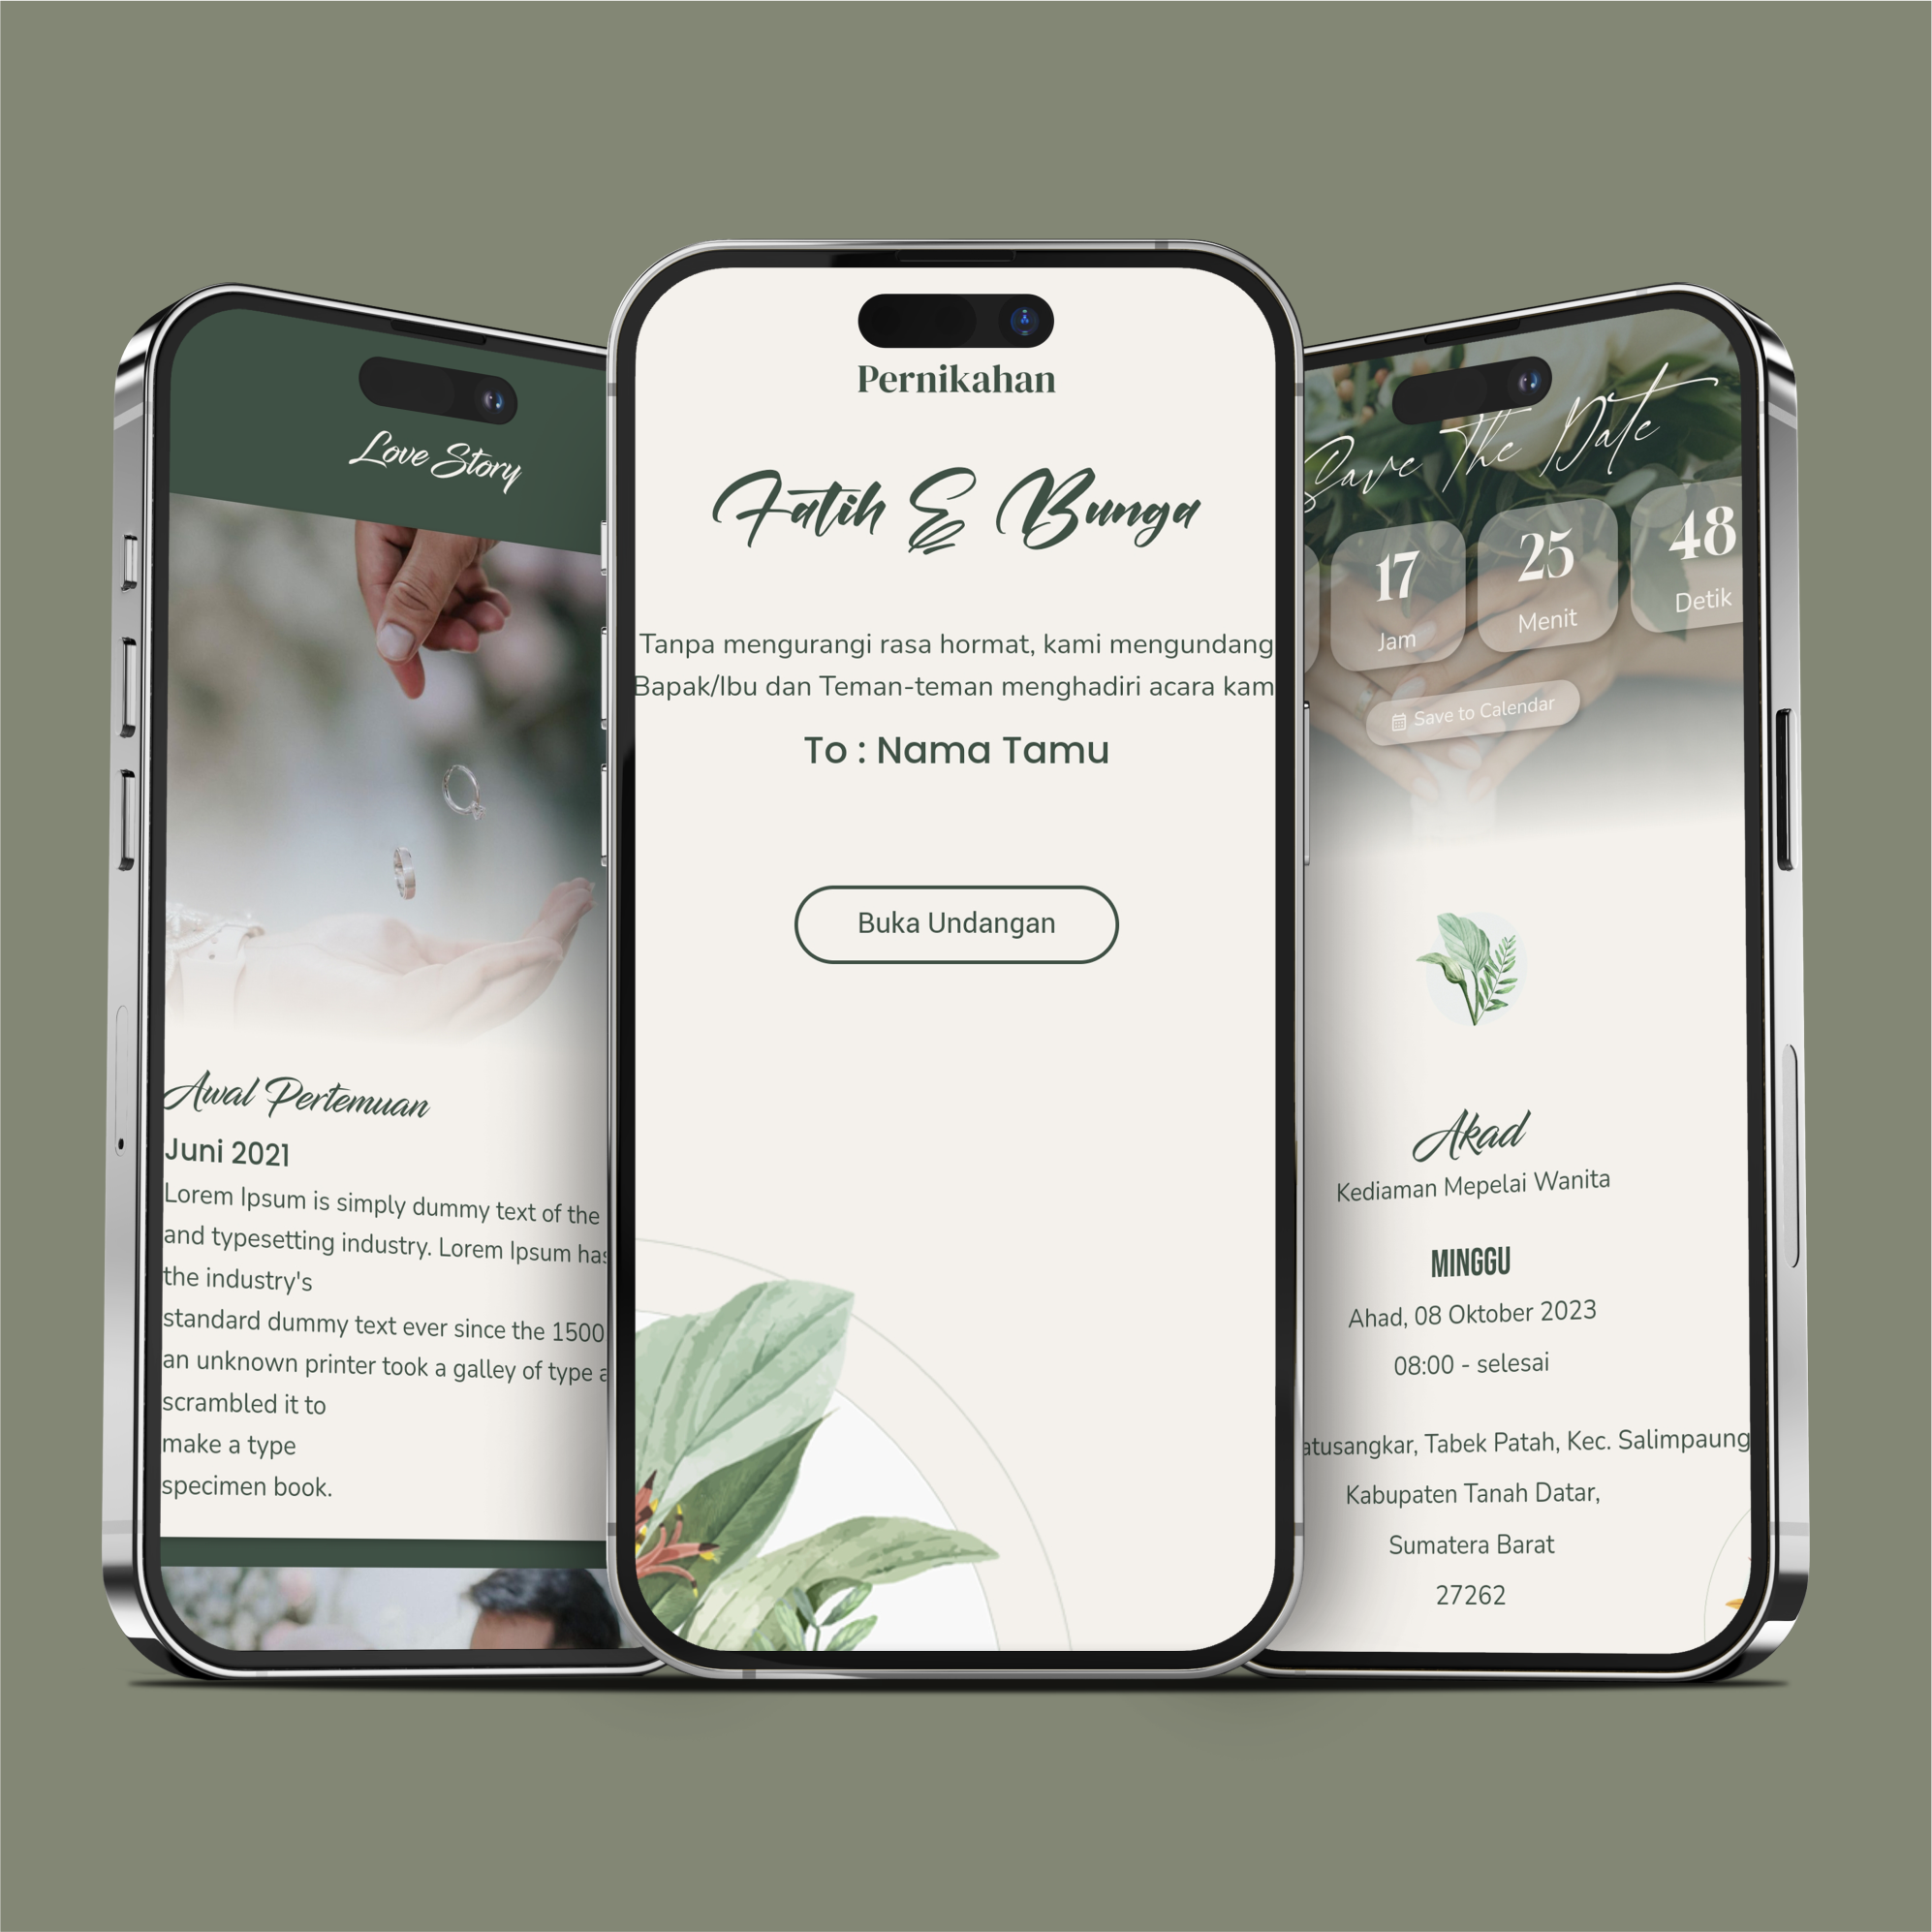 Love Story
Awal Pertemuan
Juni 2021
Lorem Ipsum is simply dummy text of the
and typesetting industry. Lorem Ipsum has
the industry's
standard dummy text ever since the 1500
an unknown printer took a galley of type a
scrambled it to
make a type
specimen book.
Pernikahan
Fatih & Bunga
Tanpa mengurangi rasa hormat, kami mengundang
Bapak/Ibu dan Teman-teman menghadiri acara kam
To : Nama Tamu
Buka Undangan
Save The Date
17 25 48
Jam Menit Detik
Save to Calendar
Akad
Kediaman Mepelai Wanita
MINGGU
Ahad, 08 Oktober 2023
08:00 - selesai
atusangkar, Tabek Patah, Kec. Salimpaung
Kabupaten Tanah Datar,
Sumatera Barat
27262